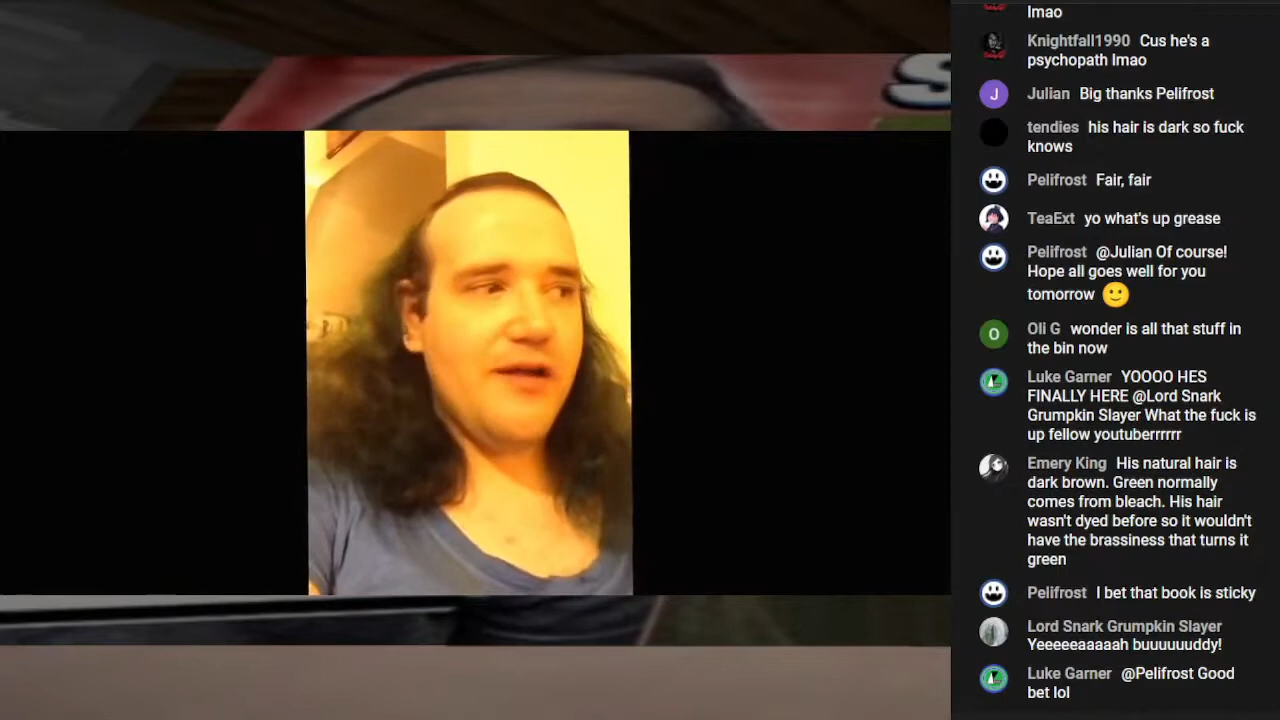 lmao
Knightfall1990 Cus he's a
psychopath lmao
J
Julian Big thanks Pelifrost
tendies his hair is dark so fuck
knows
Pelifrost Fair, fair
TeaExt yo what's up grease
Pelifrost @Julian Of course!
Hope all goes well for you
tomorrow 🙂
O
Oli G wonder is all that stuff in
the bin now
Luke Garner YOOOO HES
FINALLY HERE @Lord Snark
Grumpkin Slayer What the fuck is
up fellow youtuberrrrr
Emery King His natural hair is
dark brown. Green normally
comes from bleach. His hair
wasn't dyed before so it wouldn't
have the brassiness that turns it
green
Pelifrost I bet that book is sticky
Lord Snark Grumpkin Slayer
Yeeeeeaaaaah buuuuuuddy!
Luke Garner @Pelifrost Good
bet lol